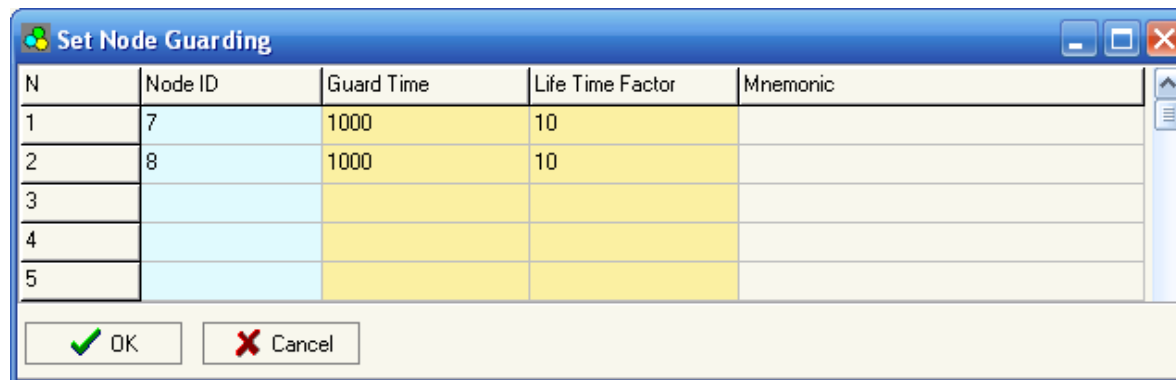 Set Node Guarding
N Node ID Guard Time Life Time Factor Mnemonic
1 7 1000 10
2 8 1000 10
3
4
5
OK Cancel